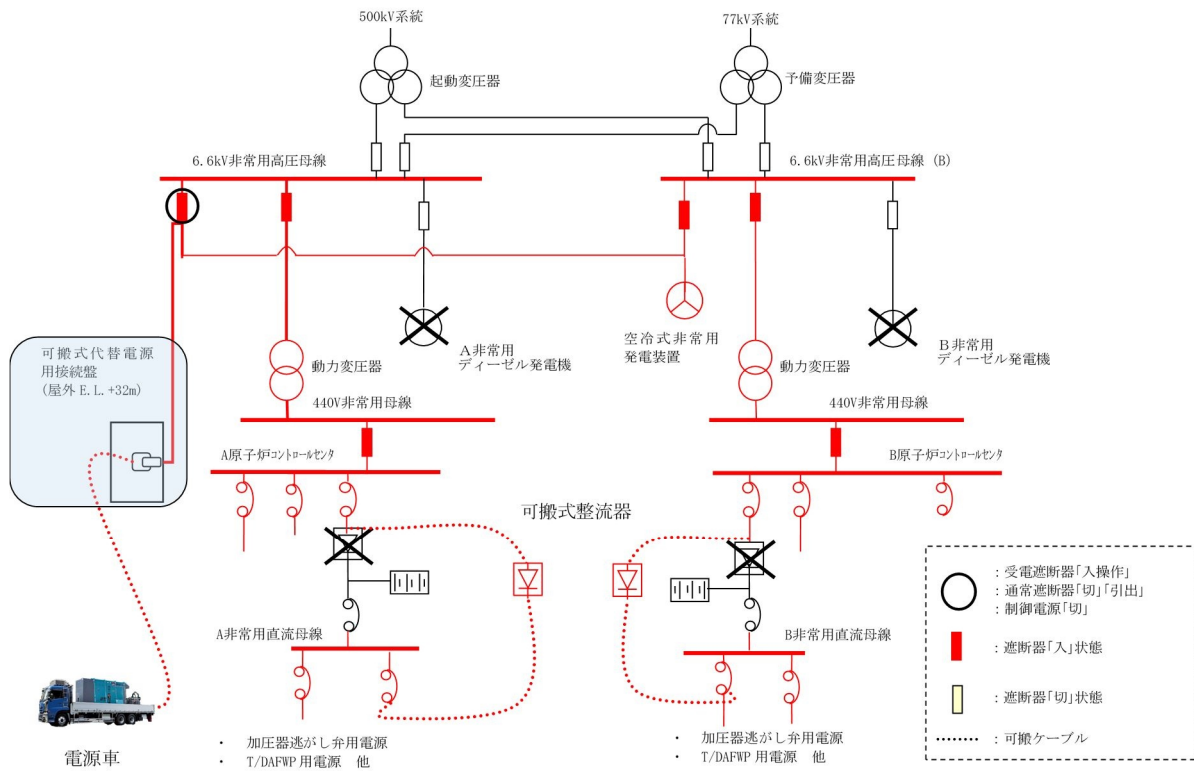 500kV系統
77kV系統
起動変圧器
予備変圧器
6.6kV非常用高圧母線
6.6kV非常用高圧母線 (B)
可搬式代替電源
用接続盤
(屋外 E.L.+32m)
A非常用
ディーゼル発電機
空冷式非常用
発電装置
B非常用
ディーゼル発電機
動力変圧器
動力変圧器
440V非常用母線
440V非常用母線
A原子炉コントロールセンタ
B原子炉コントロールセンタ
可搬式整流器
A非常用直流母線
B非常用直流母線
電源車
・ 加圧器逃がし弁用電源
・ T/DAFWP 用電源 他
・ 加圧器逃がし弁用電源
・ T/DAFWP 用電源 他
：受電遮断器「入操作」
：通常遮断器「切」「引出」
：制御電源「切」
：遮断器「入」状態
：遮断器「切」状態
：可搬ケーブル